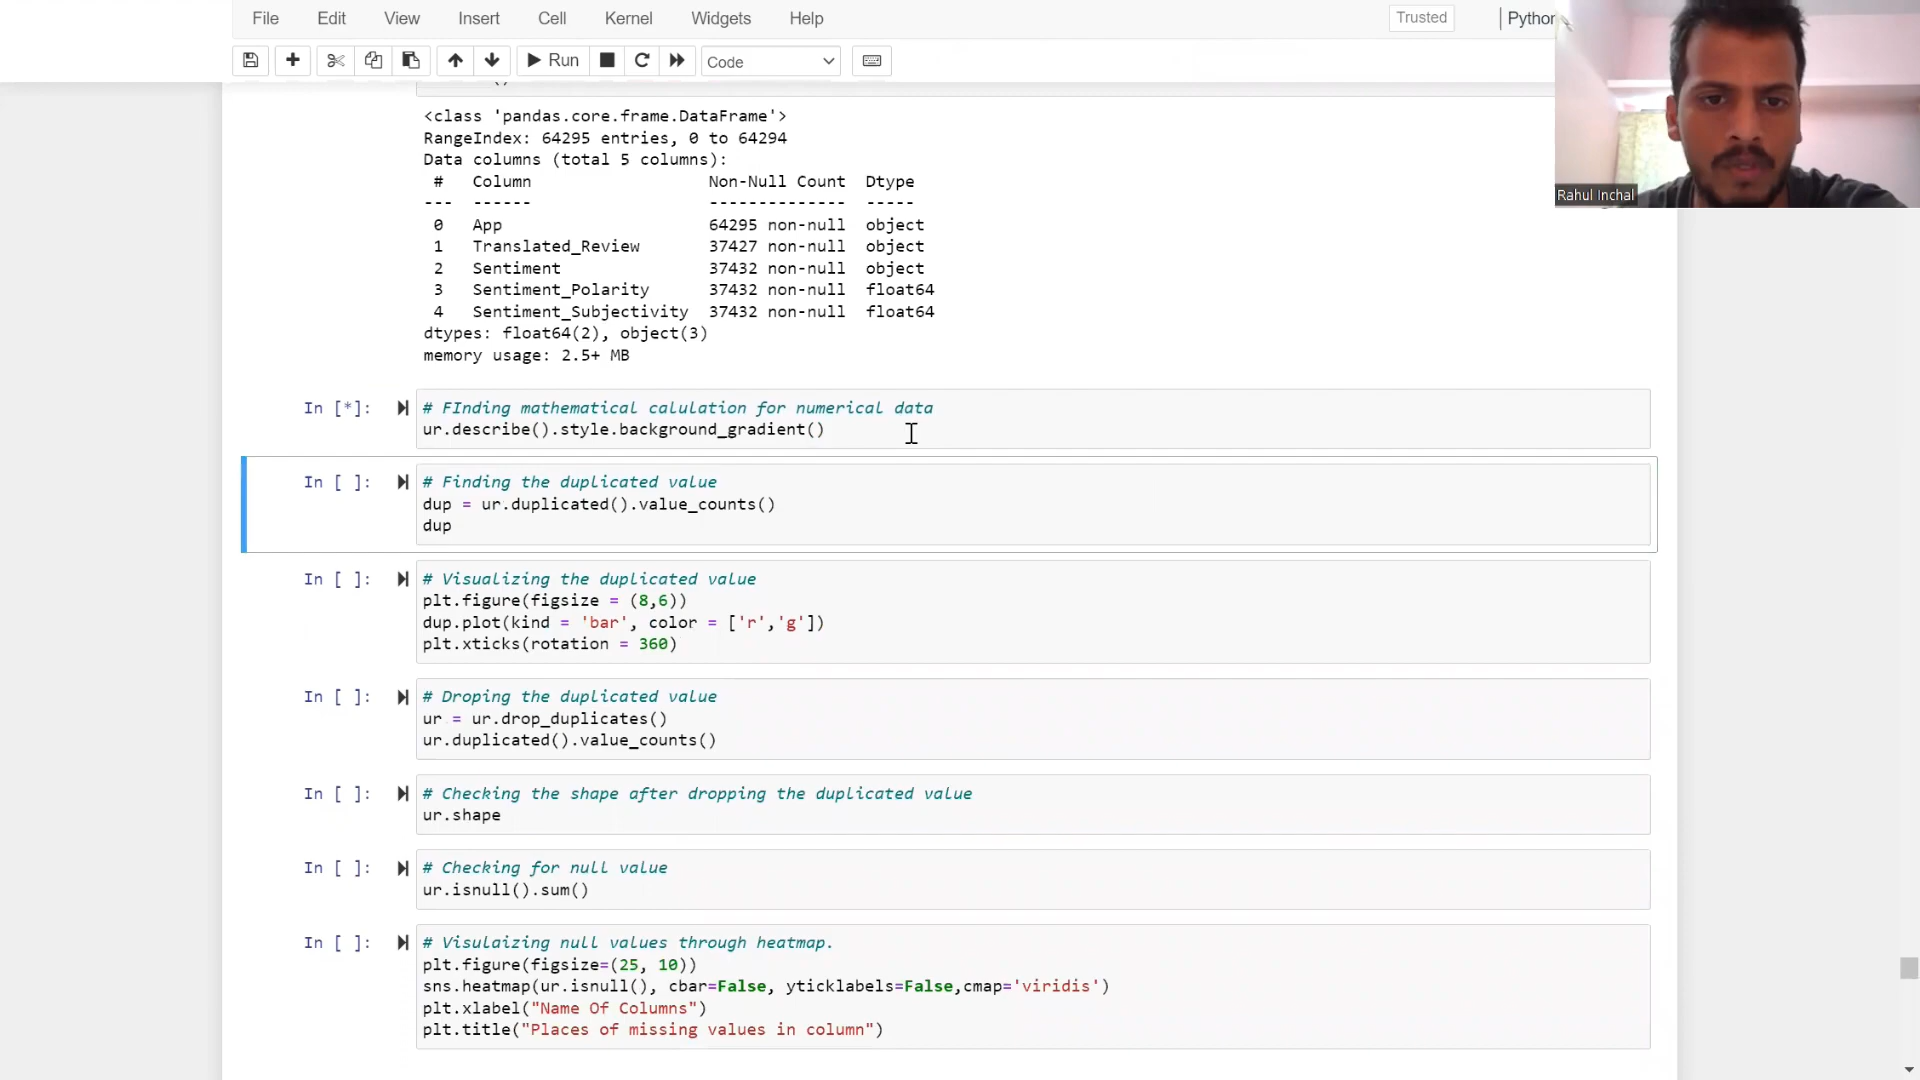 File Edit View Insert Cell Kernel Widgets Help Trusted Python
Run Code
<class 'pandas.core.frame.DataFrame'>
RangeIndex: 64295 entries, 0 to 64294
Data columns (total 5 columns):
# Column Non-Null Count Dtype
--- ------ -------------- -----
0 App 64295 non-null object
1 Translated_Review 37427 non-null object
2 Sentiment 37432 non-null object
3 Sentiment_Polarity 37432 non-null float64
4 Sentiment_Subjectivity 37432 non-null float64
dtypes: float64(2), object(3)
memory usage: 2.5+ MB
In [*]: # FInding mathematical calulation for numerical data
ur.describe().style.background_gradient()
In [ ]: # Finding the duplicated value
dup = ur.duplicated().value_counts()
dup
In [ ]: # Visualizing the duplicated value
plt.figure(figsize = (8,6))
dup.plot(kind = 'bar', color = ['r','g'])
plt.xticks(rotation = 360)
In [ ]: # Droping the duplicated value
ur = ur.drop_duplicates()
ur.duplicated().value_counts()
In [ ]: # Checking the shape after dropping the duplicated value
ur.shape
In [ ]: # Checking for null value
ur.isnull().sum()
In [ ]: # Visulaizing null values through heatmap.
plt.figure(figsize=(25, 10))
sns.heatmap(ur.isnull(), cbar=False, yticklabels=False,cmap='viridis')
plt.xlabel("Name Of Columns")
plt.title("Places of missing values in column")
Rahul Inchal